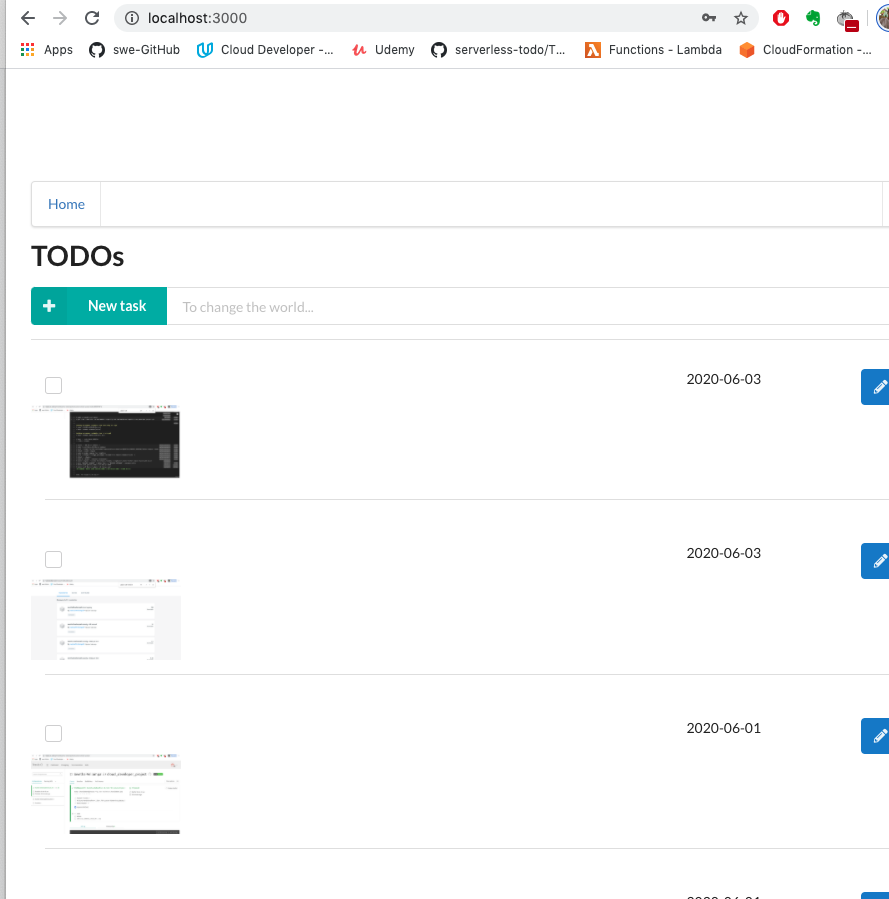 localhost:3000
Apps swe-GitHub Cloud Developer -... Udemy serverless-todo/T... Functions - Lambda CloudFormation -...
Home
TODOs
New task To change the world...
2020-06-03
2020-06-03
2020-06-01